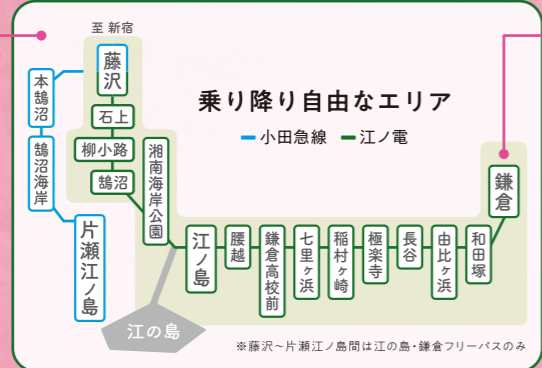 至 新宿
藤沢
石上
柳小路
鵠沼
湘南海岸公園
本鵠沼
鵠沼海岸
片瀬江ノ島
乗り降り自由なエリア
小田急線 江ノ電
江ノ島
腰越
鎌倉高校前
七里ヶ浜
稲村ヶ崎
極楽寺
長谷
由比ヶ浜
和田塚
鎌倉
江の島
※藤沢～片瀬江ノ島間は江の島・鎌倉フリーパスのみ